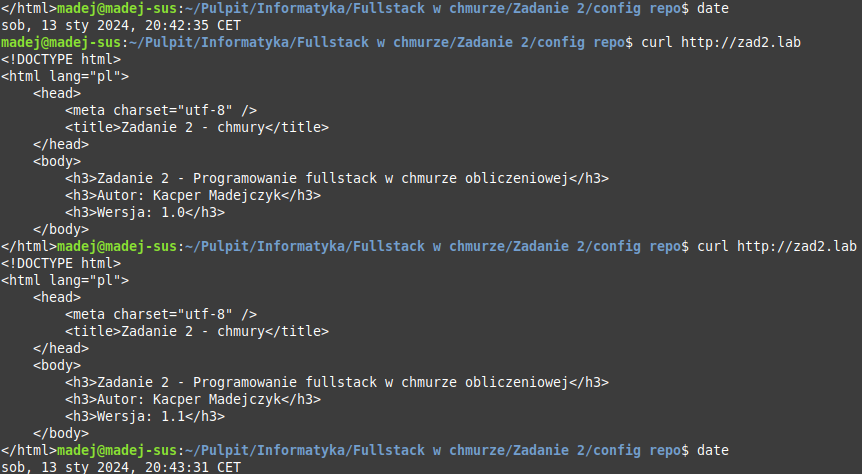 </html>madej@madej-sus:~/Pulpit/Informatyka/Fullstack w chmurze/Zadanie 2/config repo$ date
sob, 13 sty 2024, 20:42:35 CET
madej@madej-sus:~/Pulpit/Informatyka/Fullstack w chmurze/Zadanie 2/config repo$ curl http://zad2.lab
<!DOCTYPE html>
<html lang="pl">
    <head>
        <meta charset="utf-8" />
        <title>Zadanie 2 - chmury</title>
    </head>
    <body>
        <h3>Zadanie 2 - Programowanie fullstack w chmurze obliczeniowej</h3>
        <h3>Autor: Kacper Madejczyk</h3>
        <h3>Wersja: 1.0</h3>
    </body>
</html>madej@madej-sus:~/Pulpit/Informatyka/Fullstack w chmurze/Zadanie 2/config repo$ curl http://zad2.lab
<!DOCTYPE html>
<html lang="pl">
    <head>
        <meta charset="utf-8" />
        <title>Zadanie 2 - chmury</title>
    </head>
    <body>
        <h3>Zadanie 2 - Programowanie fullstack w chmurze obliczeniowej</h3>
        <h3>Autor: Kacper Madejczyk</h3>
        <h3>Wersja: 1.1</h3>
    </body>
</html>madej@madej-sus:~/Pulpit/Informatyka/Fullstack w chmurze/Zadanie 2/config repo$ date
sob, 13 sty 2024, 20:43:31 CET